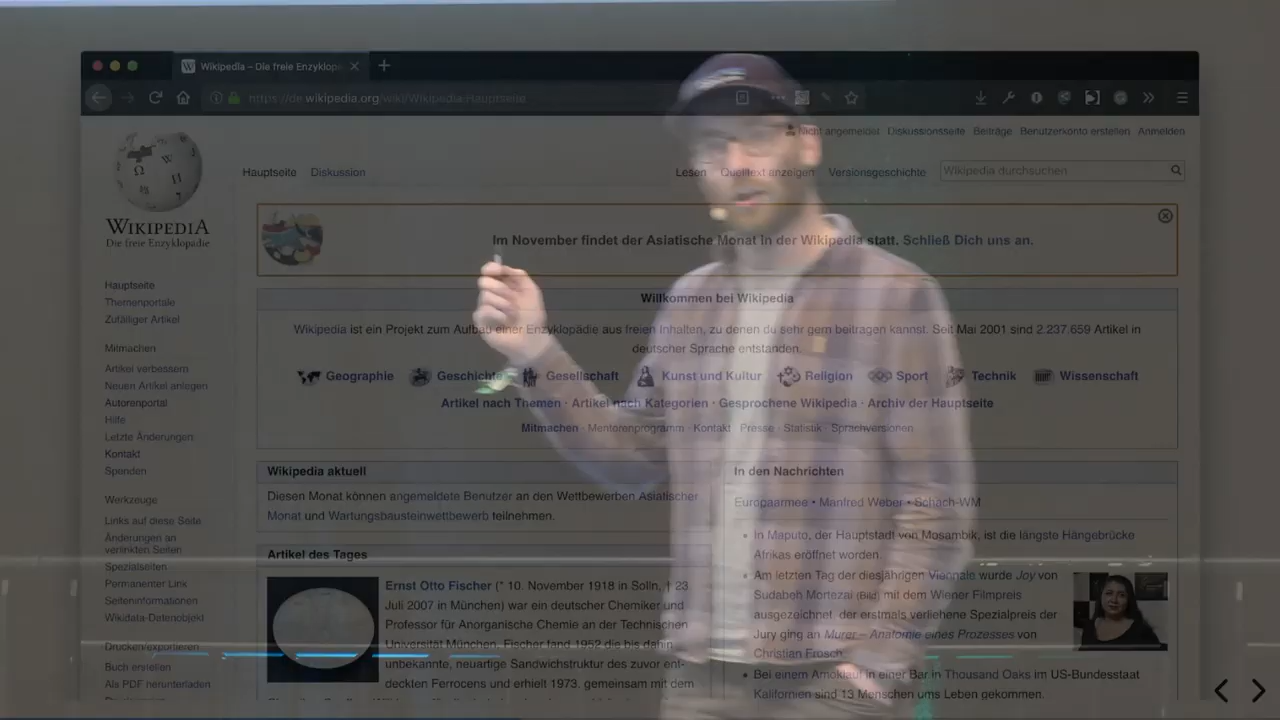 Wikipedia – Die freie Enzyklop
https://de.wikipedia.org/wiki/Wikipedia:Hauptseite
Nicht angemeldet Diskussionsseite Beiträge Benutzerkonto erstellen Anmelden
Hauptseite Diskussion Lesen Quelltext anzeigen Versionsgeschichte Wikipedia durchsuchen
WIKIPEDIA
Die freie Enzyklopädie
Im November findet der Asiatische Monat in der Wikipedia statt. Schließ Dich uns an.
Hauptseite
Themenportale
Zufälliger Artikel
Mitmachen
Artikel verbessern
Neuen Artikel anlegen
Autorenportal
Hilfe
Letzte Änderungen
Kontakt
Spenden
Werkzeuge
Links auf diese Seite
Änderungen an
verlinkten Seiten
Spezialseiten
Permanenter Link
Seiteninformationen
Wikidata-Datenobjekt
Drucken/exportieren
Buch erstellen
Als PDF herunterladen
Willkommen bei Wikipedia
Wikipedia ist ein Projekt zum Aufbau einer Enzyklopädie aus freien Inhalten, zu denen du sehr gern beitragen kannst. Seit Mai 2001 sind 2.237.659 Artikel in
deutscher Sprache entstanden.
Geographie Geschichte Gesellschaft Kunst und Kultur Religion Sport Technik Wissenschaft
Artikel nach Themen · Artikel nach Kategorien · Gesprochene Wikipedia · Archiv der Hauptseite
Mitmachen · Mentorenprogramm · Kontakt · Presse · Statistik · Sprachversionen
Wikipedia aktuell
Diesen Monat können angemeldete Benutzer an den Wettbewerben Asiatischer
Monat und Wartungsbausteinwettbewerb teilnehmen.
Artikel des Tages
Ernst Otto Fischer (* 10. November 1918 in Solln, † 23
Juli 2007 in München) war ein deutscher Chemiker und
Professor für Anorganische Chemie an der Technischen
Universität München. Fischer fand 1952 die bis dahin
unbekannte, neuartige Sandwichstruktur des zuvor ent-
deckten Ferrocens und erhielt 1973, gemeinsam mit dem
In den Nachrichten
Europaarmee • Manfred Weber • Schach-WM
In Maputo, der Hauptstadt von Mosambik, ist die längste Hängebrücke
Afrikas eröffnet worden.
Am letzten Tag der diesjährigen Viennale wurde Joy von
Sudabeh Mortezai (Bild) mit dem Wiener Filmpreis
ausgezeichnet, der erstmals verliehene Spezialpreis der
Jury ging an Murer – Anatomie eines Prozesses von
Christian Frosch.
Bei einem Amoklauf in einer Bar in Thousand Oaks im US-Bundesstaat
Kalifornien sind 13 Menschen ums Leben gekommen.